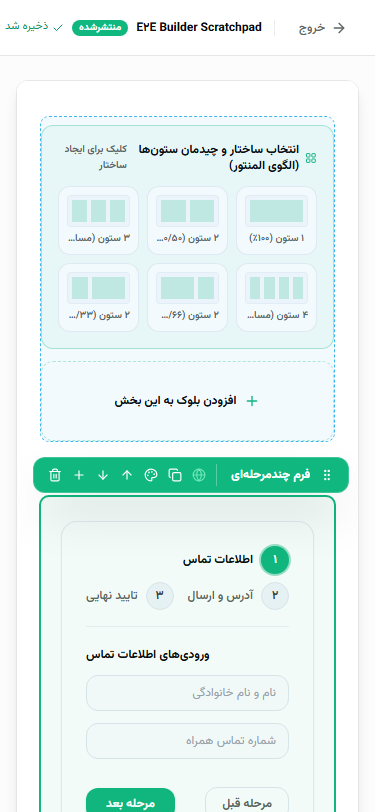 خروج
E۲E Builder Scratchpad
منتشرشده
ذخیره شد
انتخاب ساختار و چیدمان ستون‌ها
(الگوی المنتور)
کلیک برای ایجاد
ساختار
۱ ستون (۱۰۰٪)
۲ ستون (۵۰/۰...
۳ ستون (مسا...
۴ ستون (مسا...
۲ ستون (۶۶/...
۲ ستون (۳۳/...
افزودن بلوک به این بخش
فرم چندمرحله‌ای
۱ اطلاعات تماس
۲ آدرس و ارسال
۳ تایید نهایی
ورودی‌های اطلاعات تماس
نام و نام خانوادگی
شماره تماس همراه
مرحله قبل
مرحله بعد